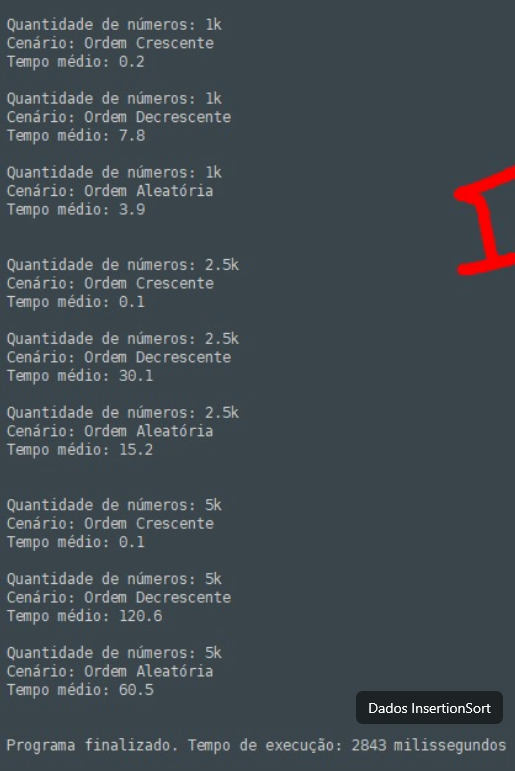 Quantidade de números: 1k
Cenário: Ordem Crescente
Tempo médio: 0.2
Quantidade de números: 1k
Cenário: Ordem Decrescente
Tempo médio: 7.8
Quantidade de números: 1k
Cenário: Ordem Aleatória
Tempo médio: 3.9
Quantidade de números: 2.5k
Cenário: Ordem Crescente
Tempo médio: 0.1
Quantidade de números: 2.5k
Cenário: Ordem Decrescente
Tempo médio: 30.1
Quantidade de números: 2.5k
Cenário: Ordem Aleatória
Tempo médio: 15.2
Quantidade de números: 5k
Cenário: Ordem Crescente
Tempo médio: 0.1
Quantidade de números: 5k
Cenário: Ordem Decrescente
Tempo médio: 120.6
Quantidade de números: 5k
Cenário: Ordem Aleatória
Tempo médio: 60.5
Dados InsertionSort
Programa finalizado. Tempo de execução: 2843 milissegundos